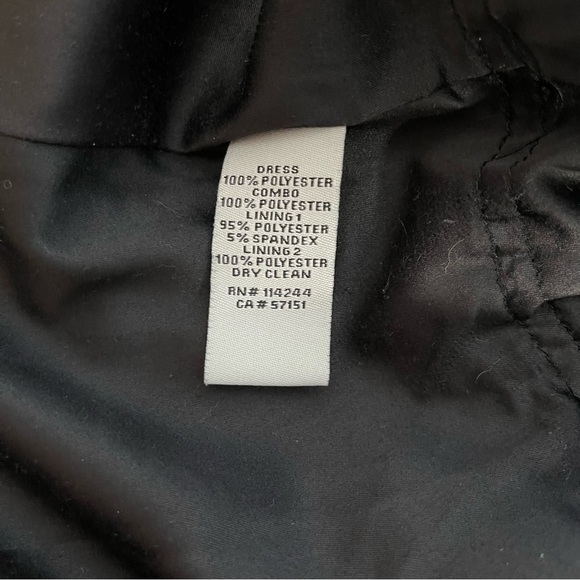 DRESS
100% POLYESTER
COMBO
100% POLYESTER
LINING 1
95% POLYESTER
5% SPANDEX
LINING 2
100% POLYESTER
DRY CLEAN
RN# 114244
CA# 57151